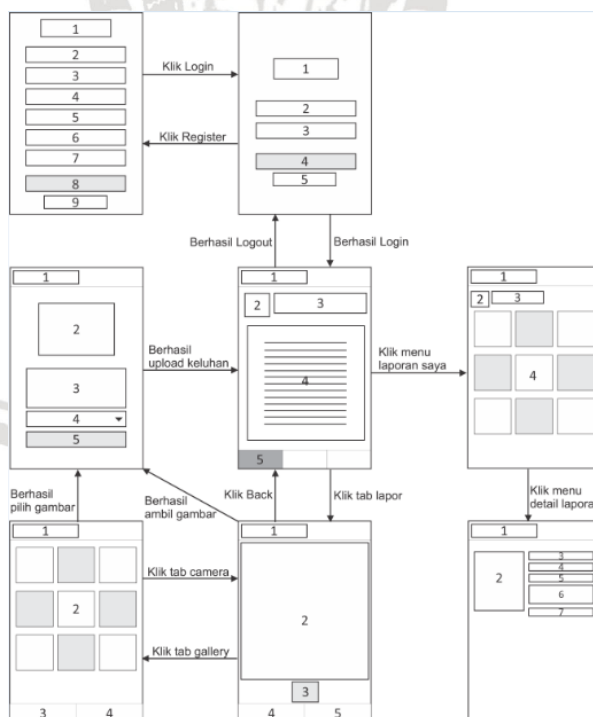 1
2
3
4
5
6
7
8
9
Klik Login
Klik Register
1
2
3
4
5
Berhasil Logout
Berhasil Login
1
2
3
4
5
Berhasil
upload keluhan
1
2
3
4
5
Klik menu
laporan saya
1
2
3
4
Berhasil
pilih gambar
Berhasil
ambil gambar
Klik Back
Klik tab lapor
Klik menu
detail lapora
1
2
3
4
Klik tab camera
Klik tab gallery
1
2
3
4
5
1
2
3
4
5
6
7